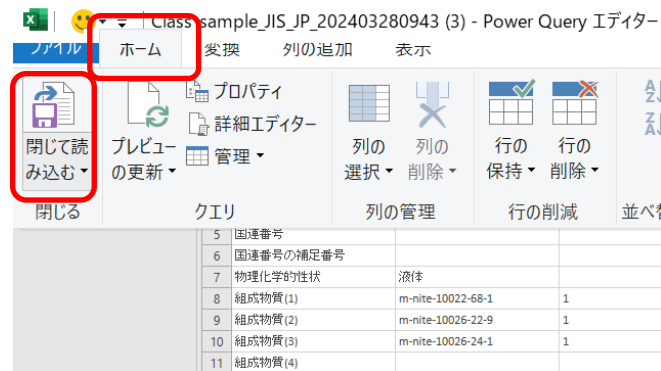 Class_sample_JIS_JP_202403280943 (3) - Power Query エディター
ファイル ホーム 変換 列の追加 表示
閉じて読み込む
プレビューの更新
プロパティ
詳細エディター
管理
列の選択
列の削除
行の保持
行の削除
閉じる クエリ 列の管理 行の削減 並べ
5 国連番号
6 国連番号の補足番号
7 物理化学的性状 液体
8 組成物質(1) m-nite-10022-68-1 1
9 組成物質(2) m-nite-10026-22-9 1
10 組成物質(3) m-nite-10026-24-1 1
11 組成物質(4)